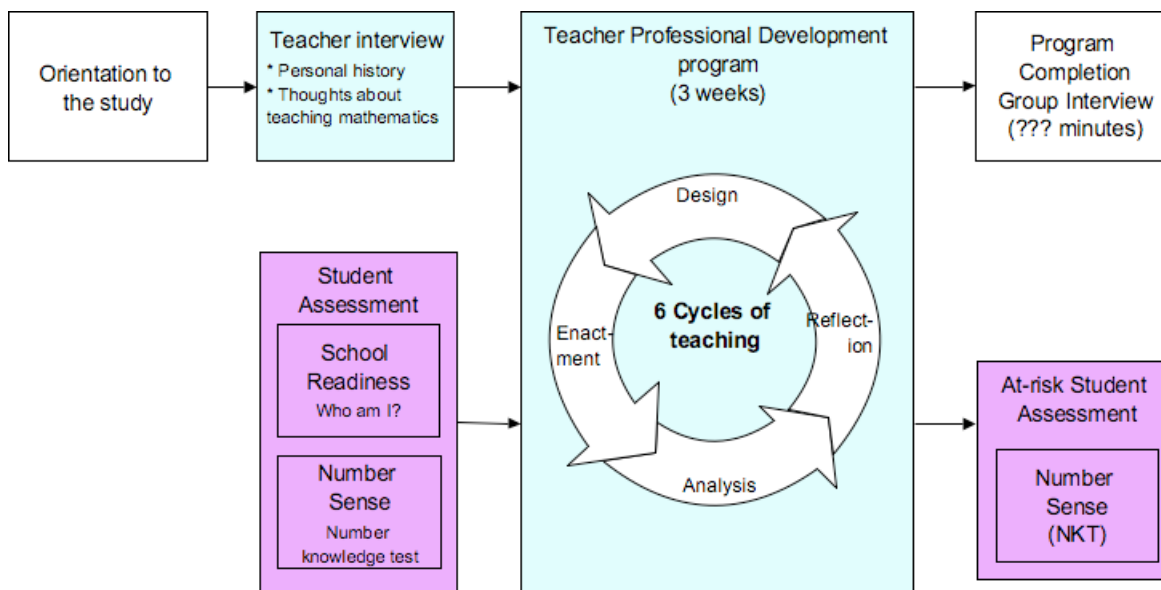 Orientation to
the study
Teacher interview
* Personal history
* Thoughts about
teaching mathematics
Teacher Professional Development
program
(3 weeks)
Program
Completion
Group Interview
(??? minutes)
Student
Assessment
School
Readiness
Who am I?
Number
Sense
Number
knowledge test
Design
Enact-
ment
6 Cycles of
teaching
Reflect-
ion
Analysis
At-risk Student
Assessment
Number
Sense
(NKT)